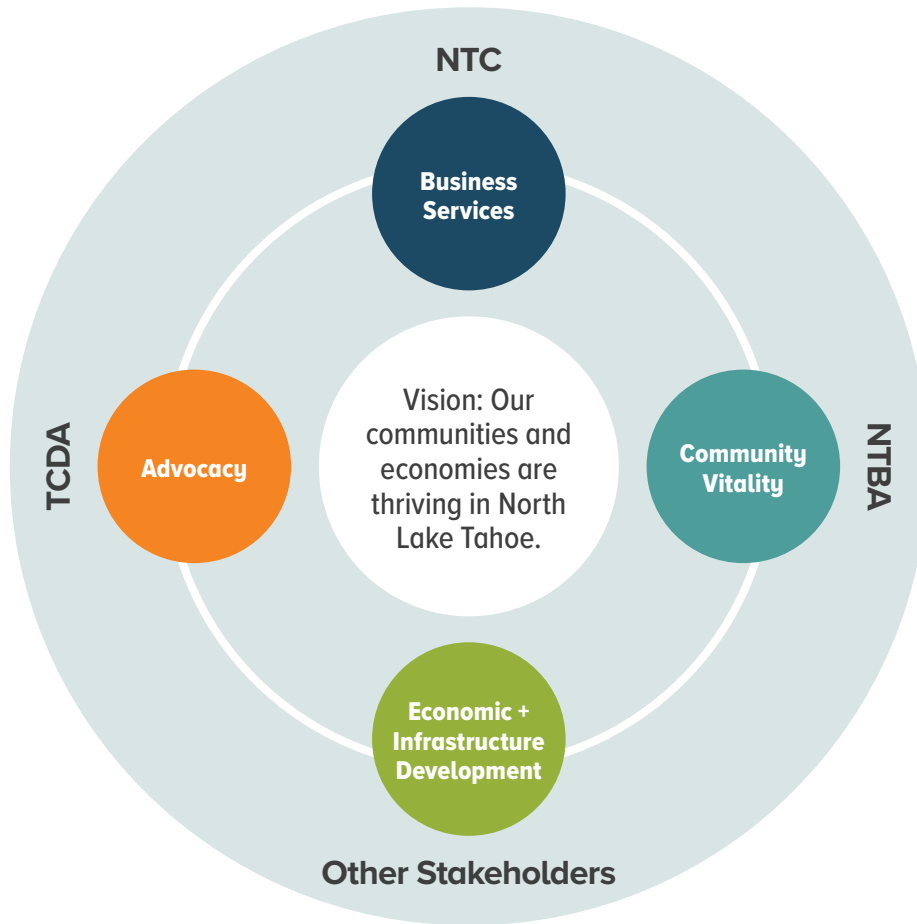 NTC
Business
Services
TCDA
Advocacy
Vision: Our
communities and
economies are
thriving in North
Lake Tahoe.
Community
Vitality
NTBA
Economic +
Infrastructure
Development
Other Stakeholders